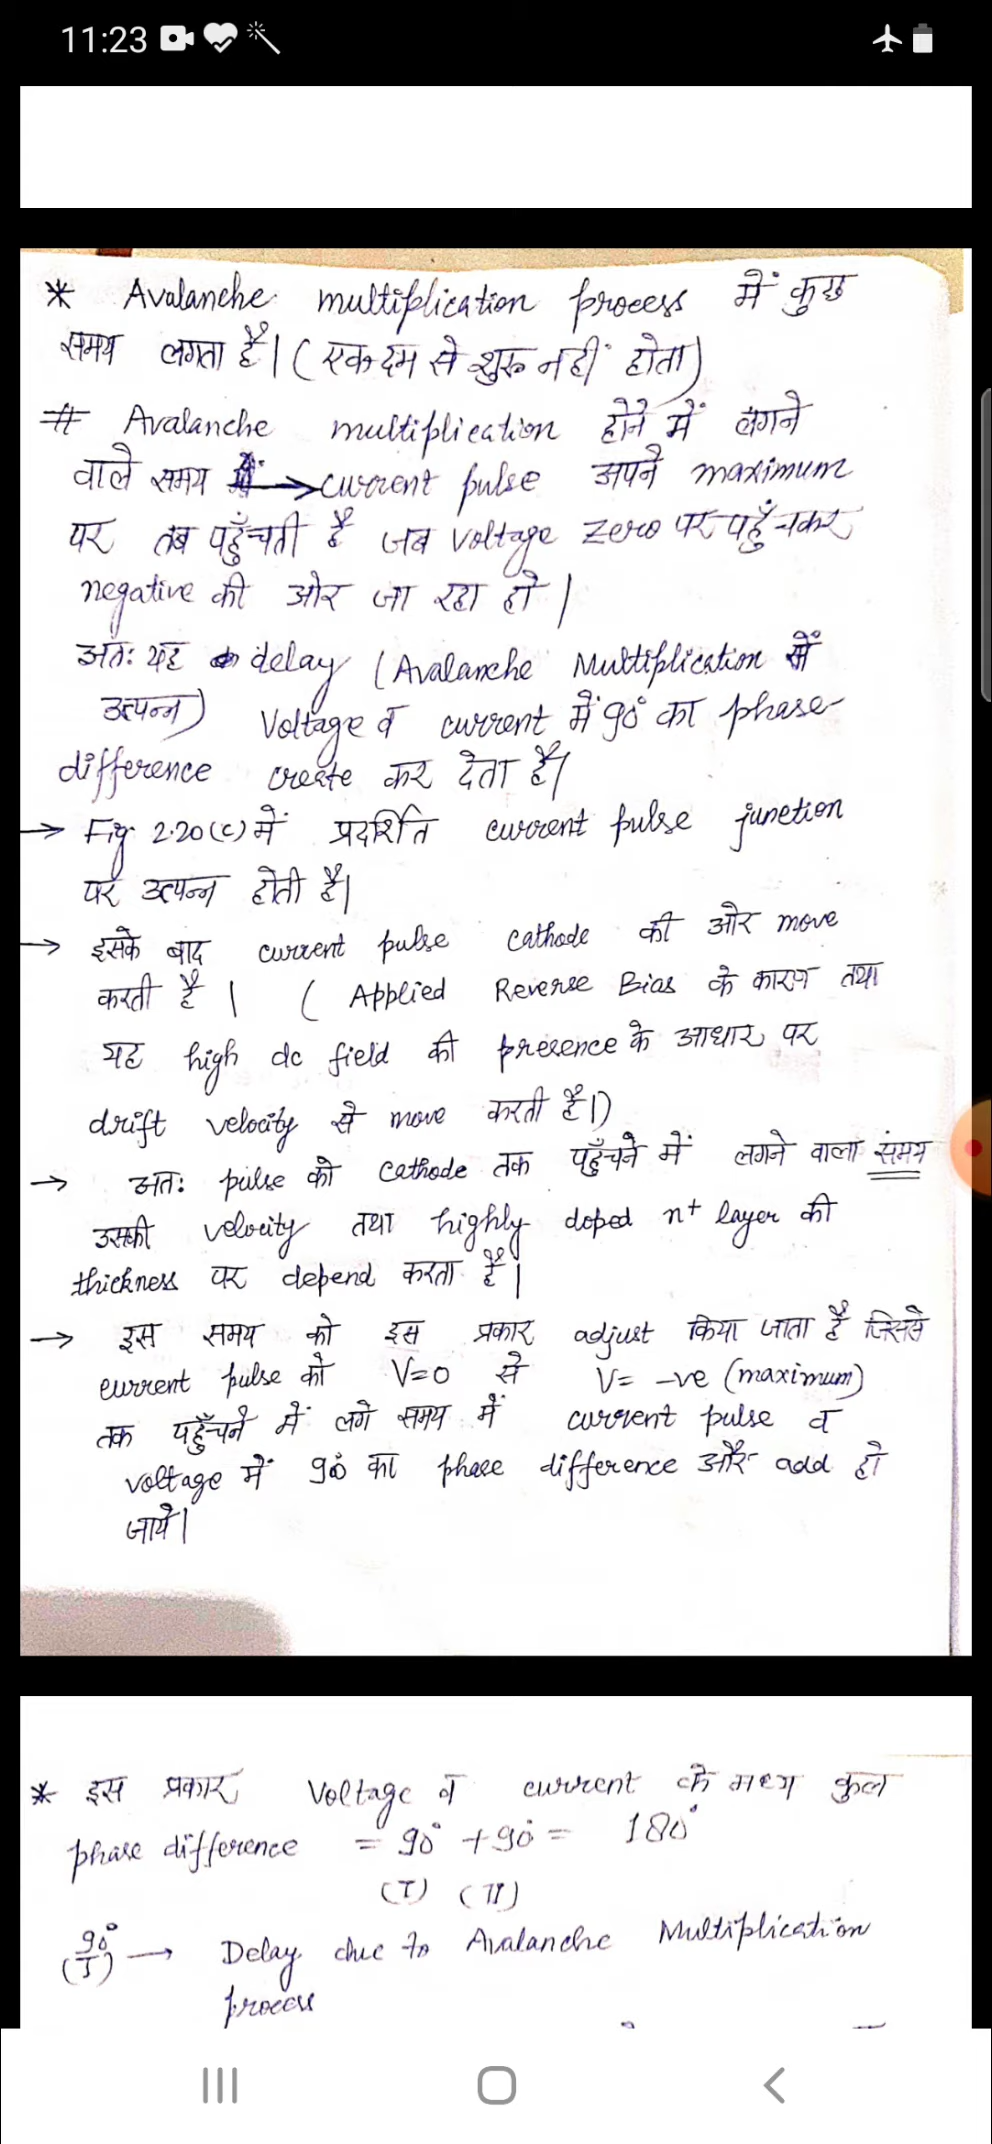 11:23
* Avalanche multiplication process में कुछ
समय लगता है। (एक दम से शुरू नहीं होता)
# Avalanche multiplication होने में लगने
वाले समय → current pulse अपने maximum
पर तब पहुँचती है जब voltage zero पर पहुँचकर
negative की ओर जा रहा हो।
अतः यह delay (Avalanche Multiplication से
उत्पन्न) Voltage व current में 90° का phase
difference create कर देता है।
→ Fig. 2.20(c) में प्रदर्शित current pulse junction
पर उत्पन्न होती है।
→ इसके बाद current pulse cathode की ओर move
करती है। ( Applied Reverse Bias के कारण तथा
यह high dc field की presence के आधार पर
drift velocity से move करती है।)
→ अतः pulse को cathode तक पहुँचने में लगने वाला समय
उसकी velocity तथा highly doped n+ layer की
thickness पर depend करता है।
→ इस समय को इस प्रकार adjust किया जाता है जिससे
current pulse को V=0 से V= -ve (maximum)
तक पहुँचने में लगे समय में current pulse व
voltage में 90° का phase difference और add हो
जाये।
* इस प्रकार Voltage व current के मध्य कुल
phase difference = 90° + 90° = 180°
(I) (II)
90° (I) → Delay due to Avalanche Multiplication
process